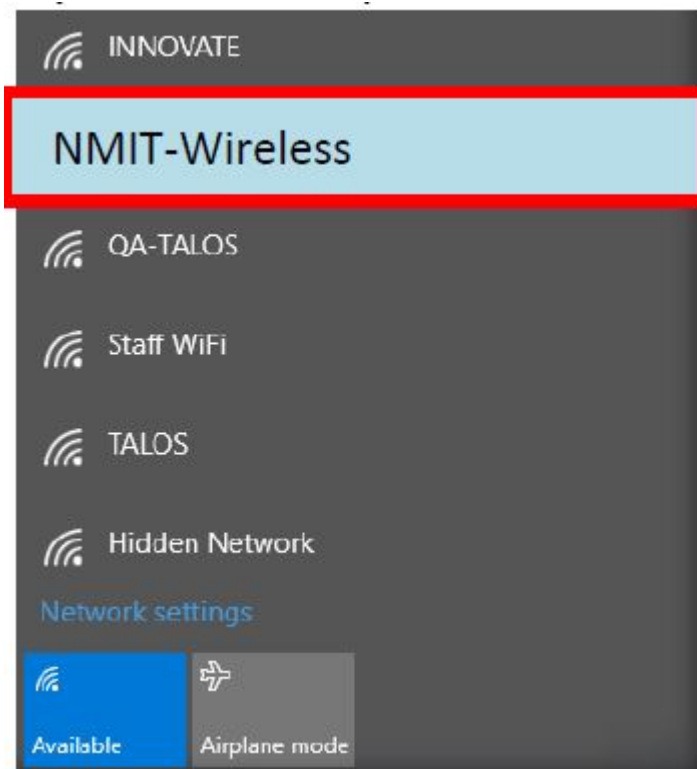 INNOVATE
NMIT-Wireless
QA-TALOS
Staff WiFi
TALOS
Hidden Network
Network settings
Available
Airplane mode